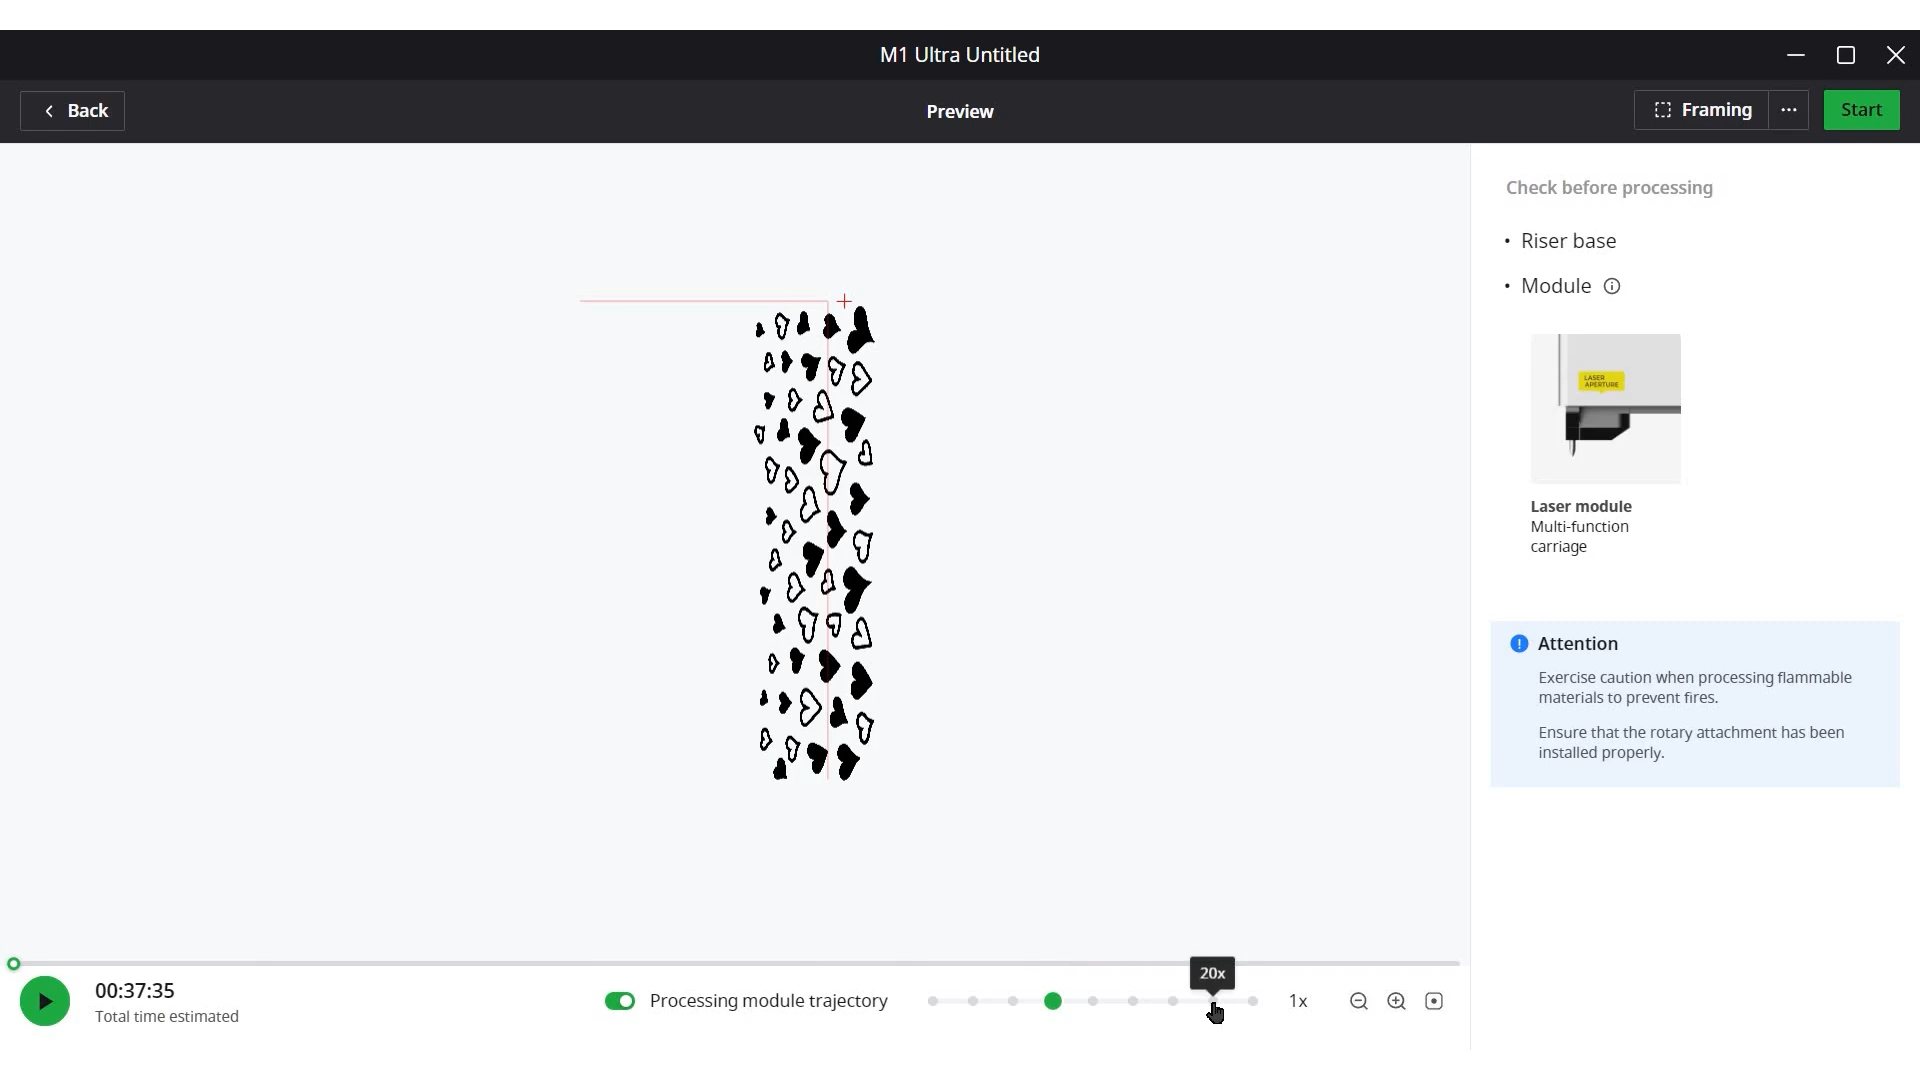 M1 Ultra Untitled
Back
Preview
Framing
Start
Check before processing
• Riser base
• Module
LASER
APERTURE
Laser module
Multi-function
carriage
Attention
Exercise caution when processing flammable
materials to prevent fires.
Ensure that the rotary attachment has been
installed properly.
20x
00:37:35
Total time estimated
Processing module trajectory
1x